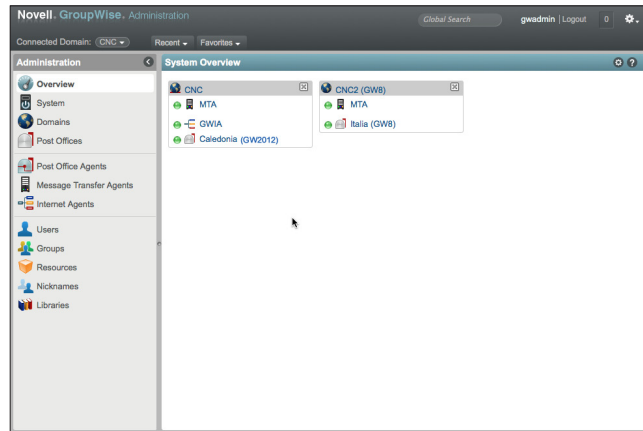 Novell. GroupWise. Administration
Global Search
gwadmin | Logout
0
Connected Domain: CNC
Recent
Favorites
Administration
Overview
System
Domains
Post Offices
Post Office Agents
Message Transfer Agents
Internet Agents
Users
Groups
Resources
Nicknames
Libraries
System Overview
CNC
MTA
GWIA
Caledonia (GW2012)
CNC2 (GW8)
MTA
Italia (GW8)